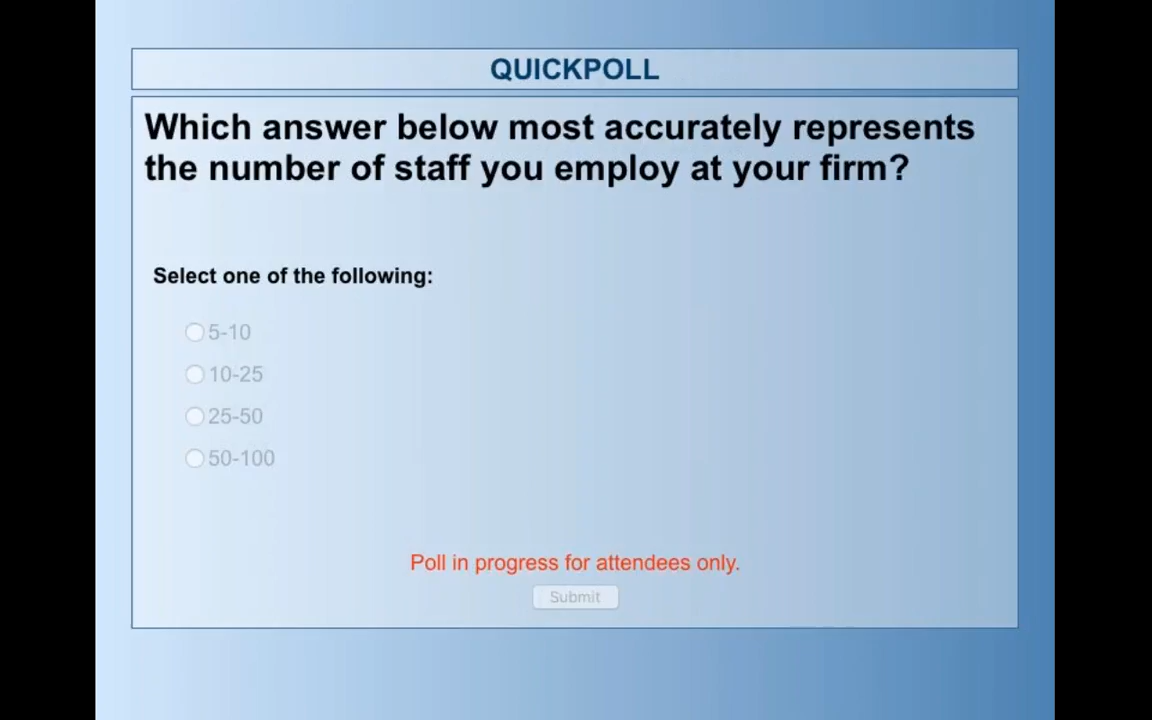 QUICKPOLL
Which answer below most accurately represents
the number of staff you employ at your firm?
Select one of the following:
5-10
10-25
25-50
50-100
Poll in progress for attendees only.
Submit